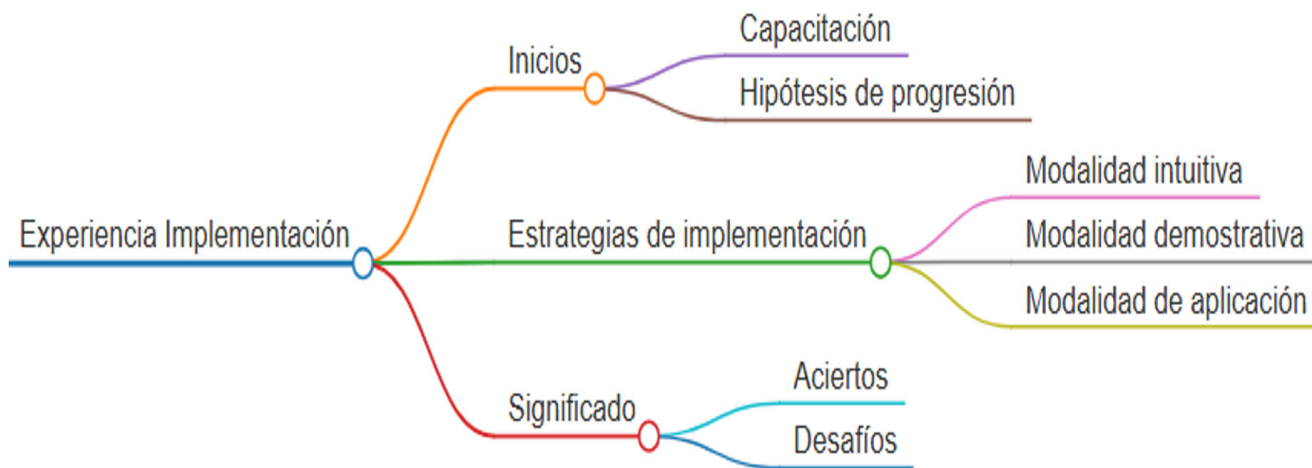 Experiencia Implementación
Inicios
Capacitación
Hipótesis de progresión
Estrategias de implementación
Modalidad intuitiva
Modalidad demostrativa
Modalidad de aplicación
Significado
Aciertos
Desafíos